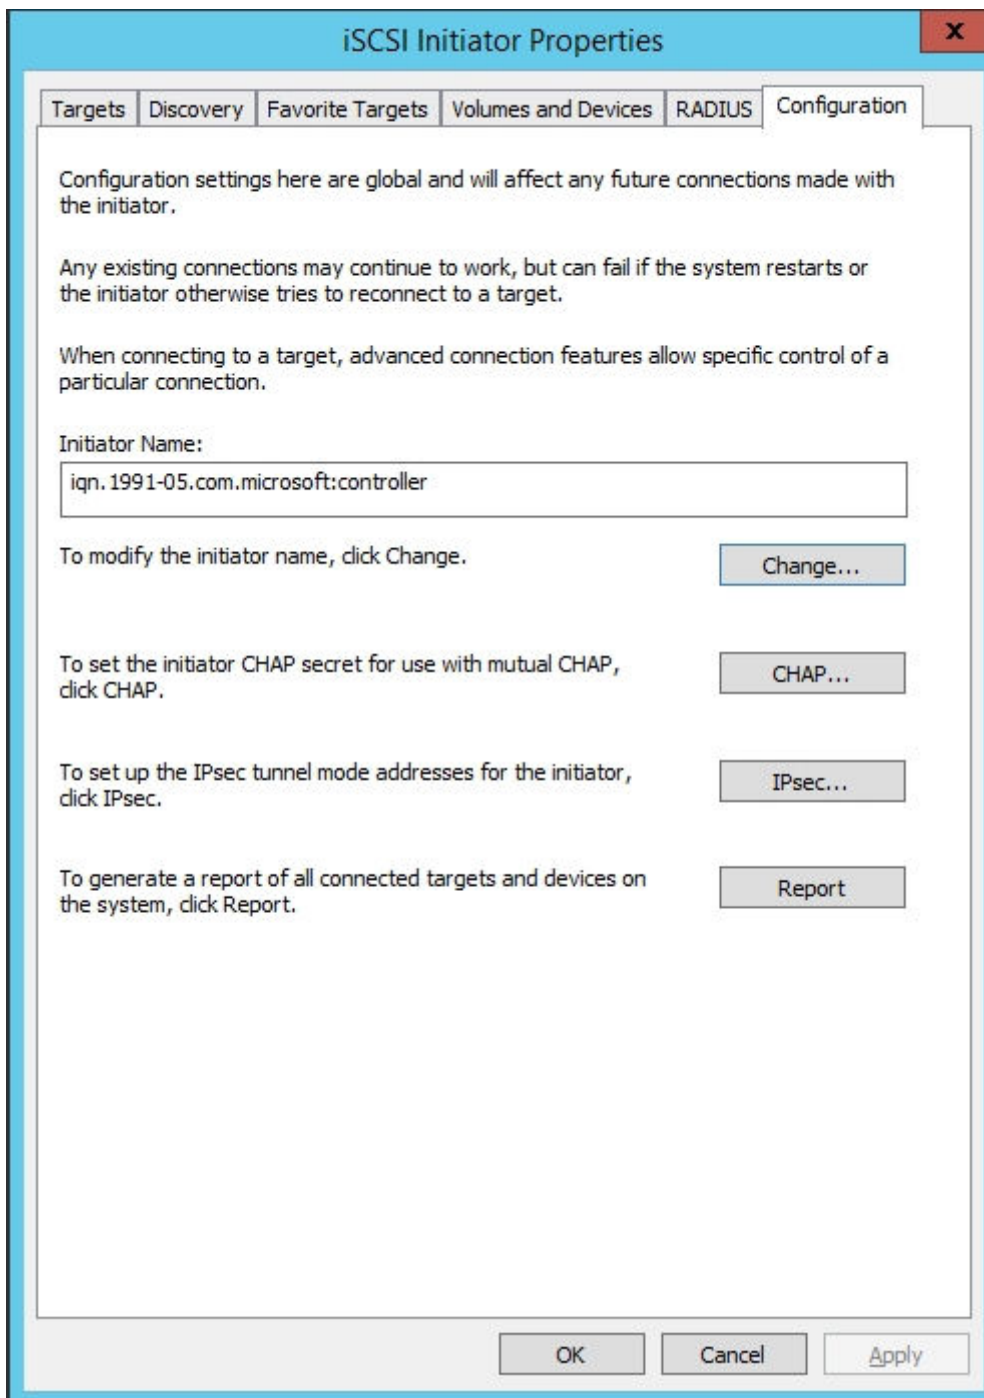 iSCSI Initiator Properties
x
Targets Discovery Favorite Targets Volumes and Devices RADIUS Configuration
Configuration settings here are global and will affect any future connections made with
the initiator.
Any existing connections may continue to work, but can fail if the system restarts or
the initiator otherwise tries to reconnect to a target.
When connecting to a target, advanced connection features allow specific control of a
particular connection.
Initiator Name:
iqn.1991-05.com.microsoft:controller
To modify the initiator name, click Change.
Change...
To set the initiator CHAP secret for use with mutual CHAP,
click CHAP.
CHAP...
To set up the IPsec tunnel mode addresses for the initiator,
click IPsec.
IPsec...
To generate a report of all connected targets and devices on
the system, click Report.
Report
OK Cancel Apply